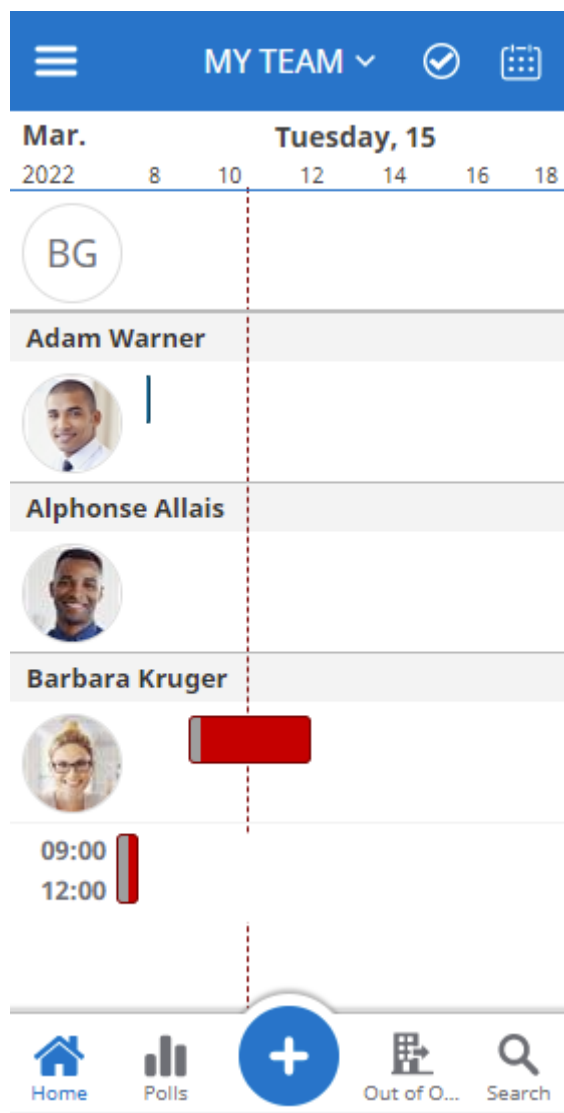 MY TEAM
Mar. Tuesday, 15
2022 8 10 12 14 16 18
BG
Adam Warner
Alphonse Allais
Barbara Kruger
09:00
12:00
Home Polls Out of O... Search